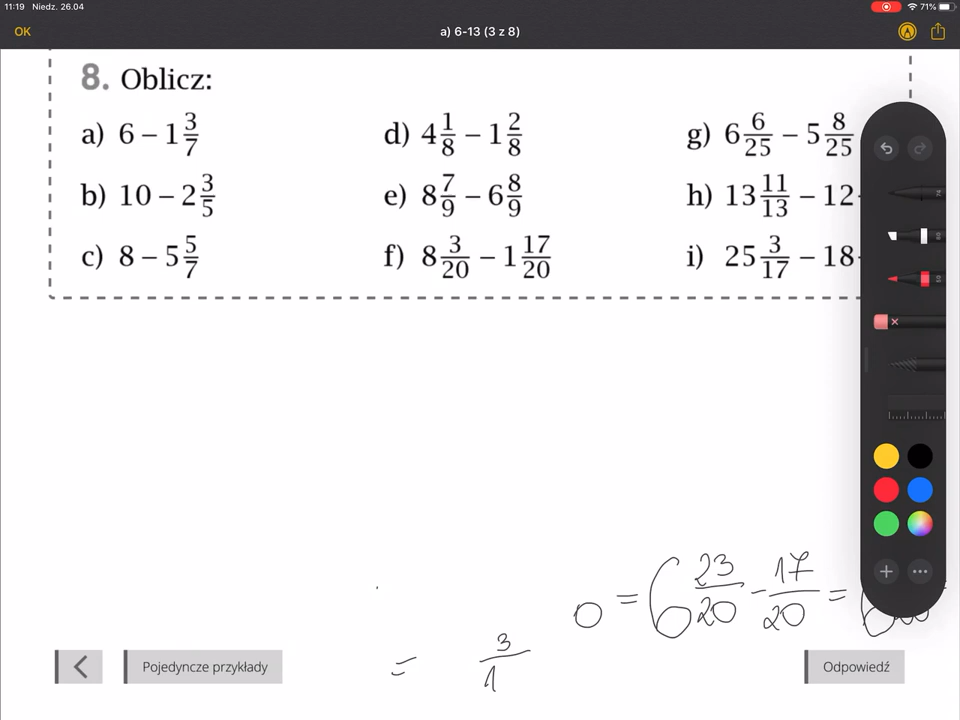 11:19 Niedz. 26.04 71%
OK a) 6-13 (3 z 8)
8. Oblicz:
a) 6 – 1 3/7 d) 4 1/8 – 1 2/8 g) 6 6/25 – 5 8/25
b) 10 – 2 3/5 e) 8 7/9 – 6 8/9 h) 13 11/13 – 12
c) 8 – 5 5/7 f) 8 3/20 – 1 17/20 i) 25 3/17 – 18
0 = 6 23/20 - 17/20 =
= 3/1
Pojedyncze przykłady Odpowiedź